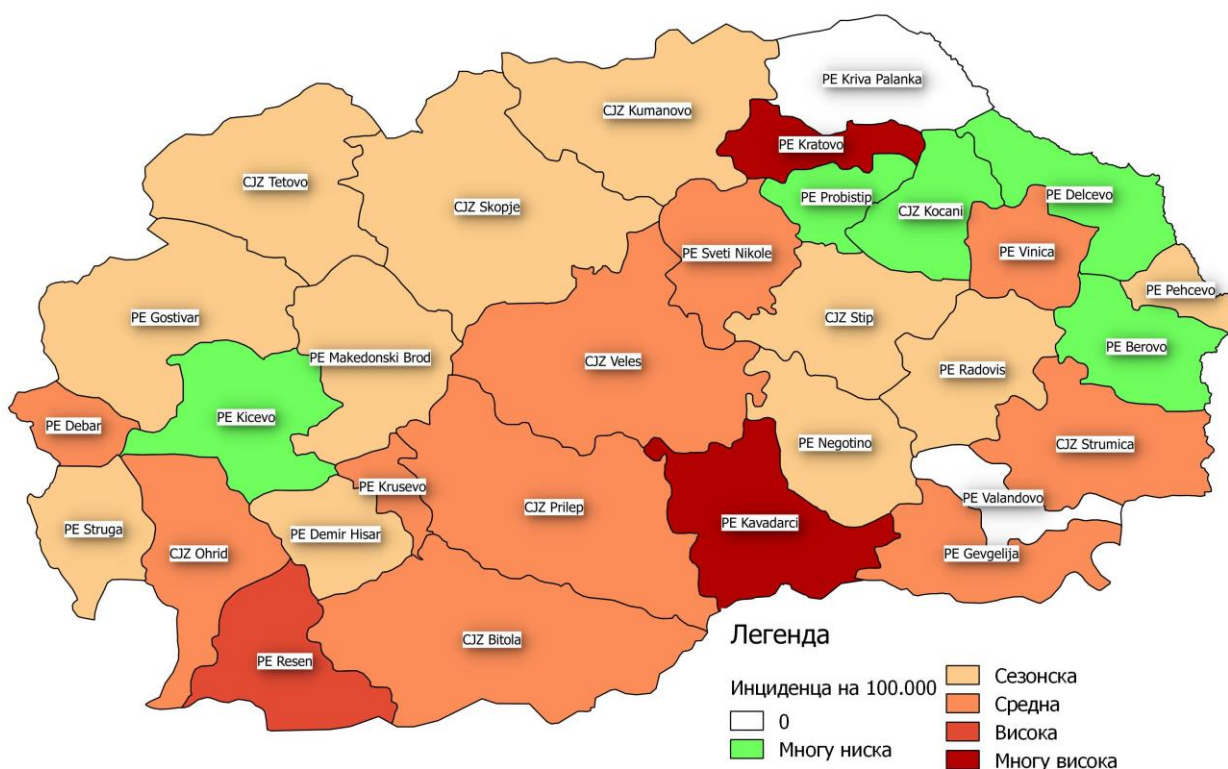 PE Kriva Palanka
CJZ Kumanovo
PE Kratovo
CJZ Tetovo
PE Probistip
PE Delcevo
CJZ Skopje
CJZ Kocani
PE Sveti Nikole
PE Vinica
PE Pehcevo
PE Gostivar
CJZ Stip
PE Makedonski Brod
CJZ Veles
PE Berovo
PE Radovis
PE Kicevo
PE Debar
PE Negotino
CJZ Strumica
PE Krusevo
PE Valandovo
CJZ Prilep
PE Kavadarci
PE Struga
PE Demir Hisar
CJZ Ohrid
PE Gevgelija
CJZ Bitola
PE Resen
Легенда
Инциденца на 100.000
0
Многу ниска
Сезонска
Средна
Висока
Многу висока